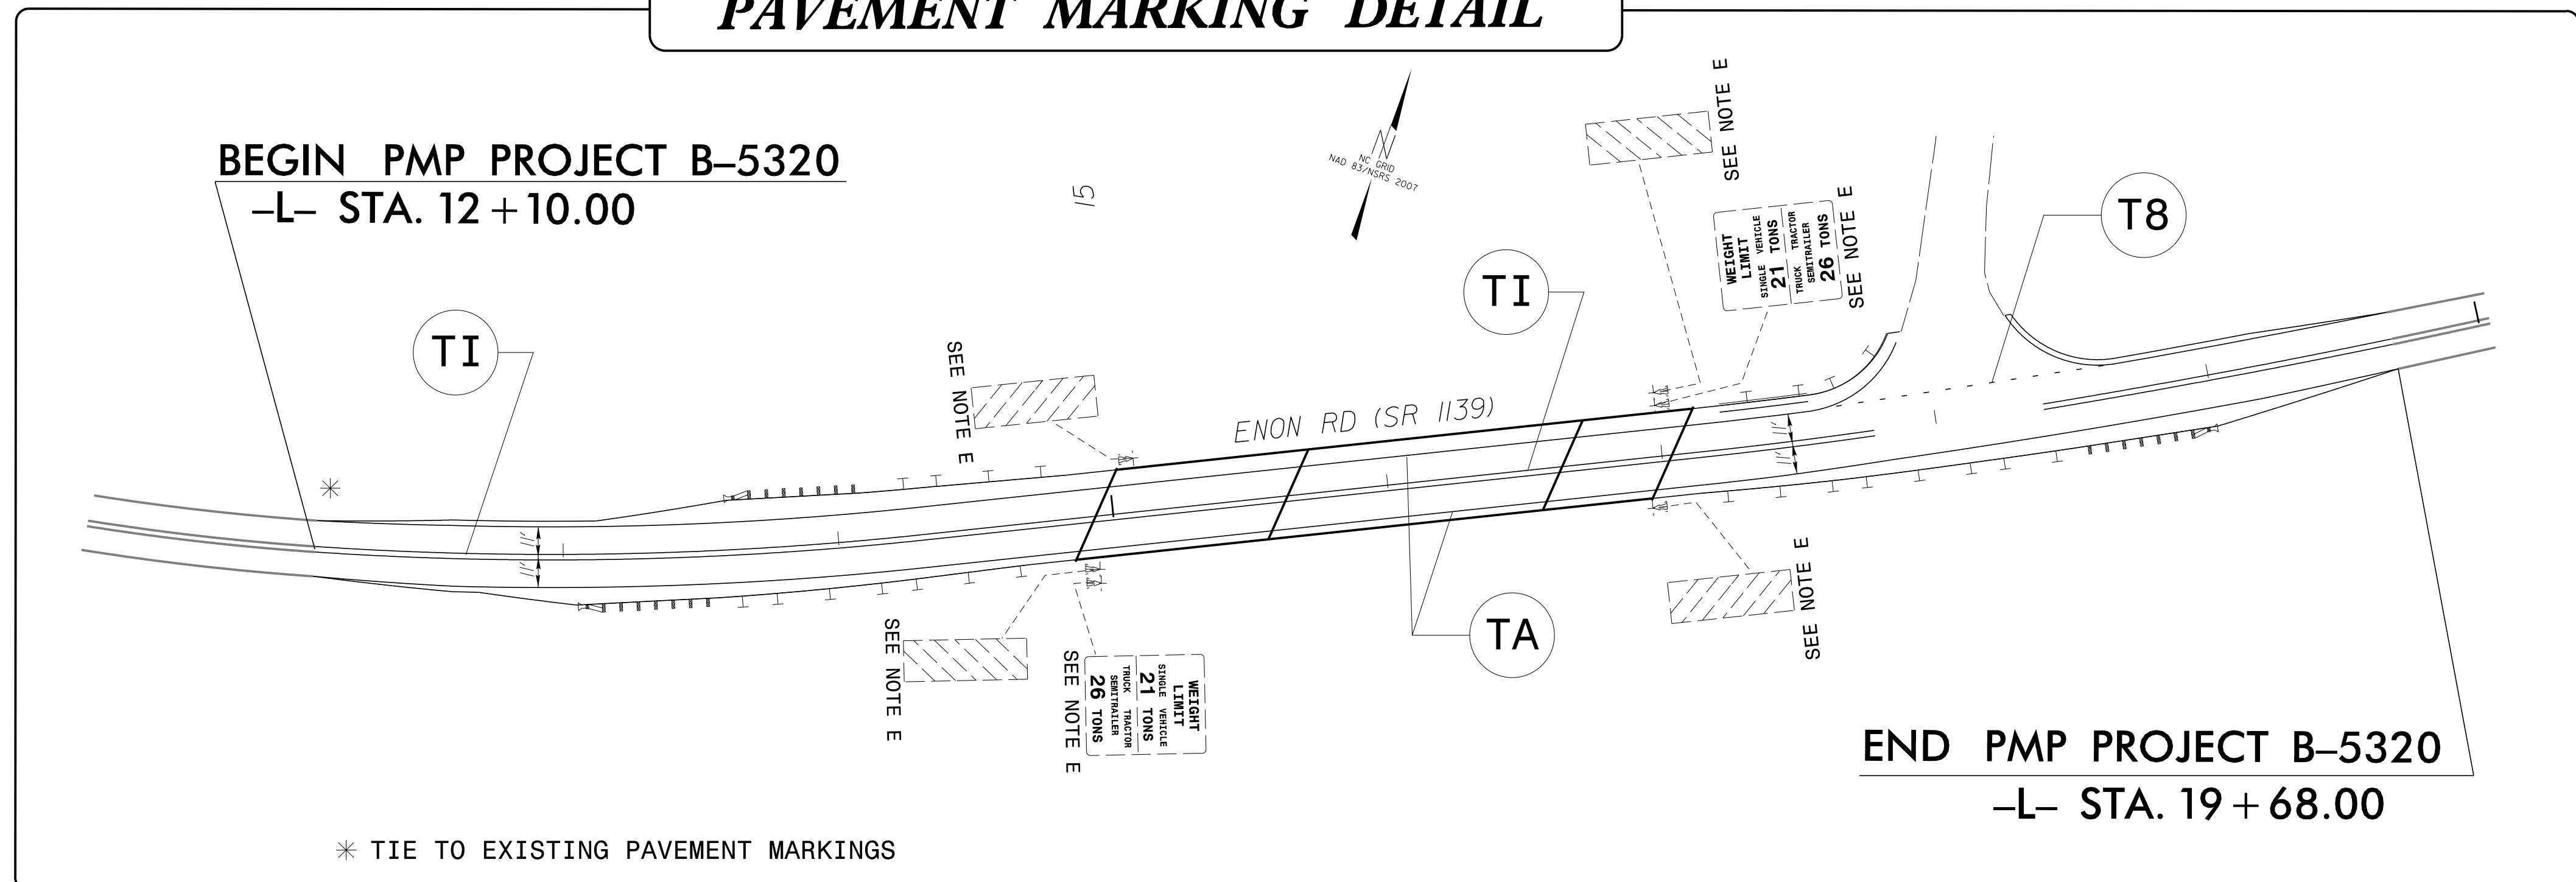 PAVEMENT MARKING DETAIL
BEGIN PMP PROJECT B–5320
–L– STA. 12+10.00
15
N
NC GRID
NAD 83/NSRS 2007
SEE NOTE E
WEIGHT
LIMIT
SINGLE VEHICLE
21 TONS
TRUCK TRACTOR
SEMITRAILER
26 TONS
SEE NOTE E
T8
TI
TI
SEE NOTE E
ENON RD (SR 1139)
11'
11'
11'
11'
TA
SEE NOTE E
SEE NOTE E
SEE NOTE E
WEIGHT
LIMIT
SINGLE VEHICLE
21 TONS
TRUCK TRACTOR
SEMITRAILER
26 TONS
END PMP PROJECT B–5320
–L– STA. 19+68.00
* TIE TO EXISTING PAVEMENT MARKINGS